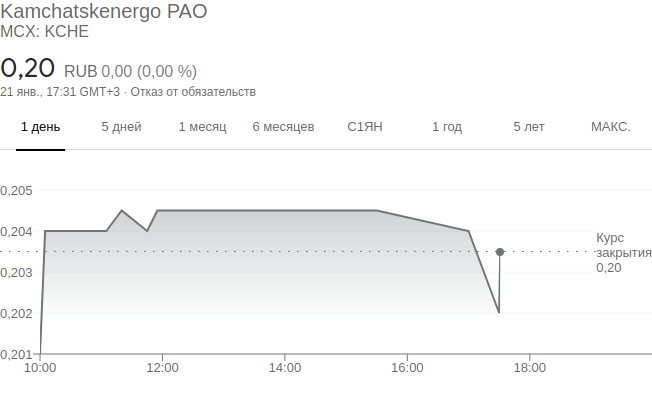 Kamchatskenergo PAO
MCX: KCHE
0,20 RUB 0,00 (0,00 %)
21 янв., 17:31 GMT+3 · Отказ от обязательств
1 день 5 дней 1 месяц 6 месяцев С1ЯН 1 год 5 лет МАКС.
0,205
0,204
Курс
закрытия
0,20
0,203
0,202
0,201
10:00 12:00 14:00 16:00 18:00